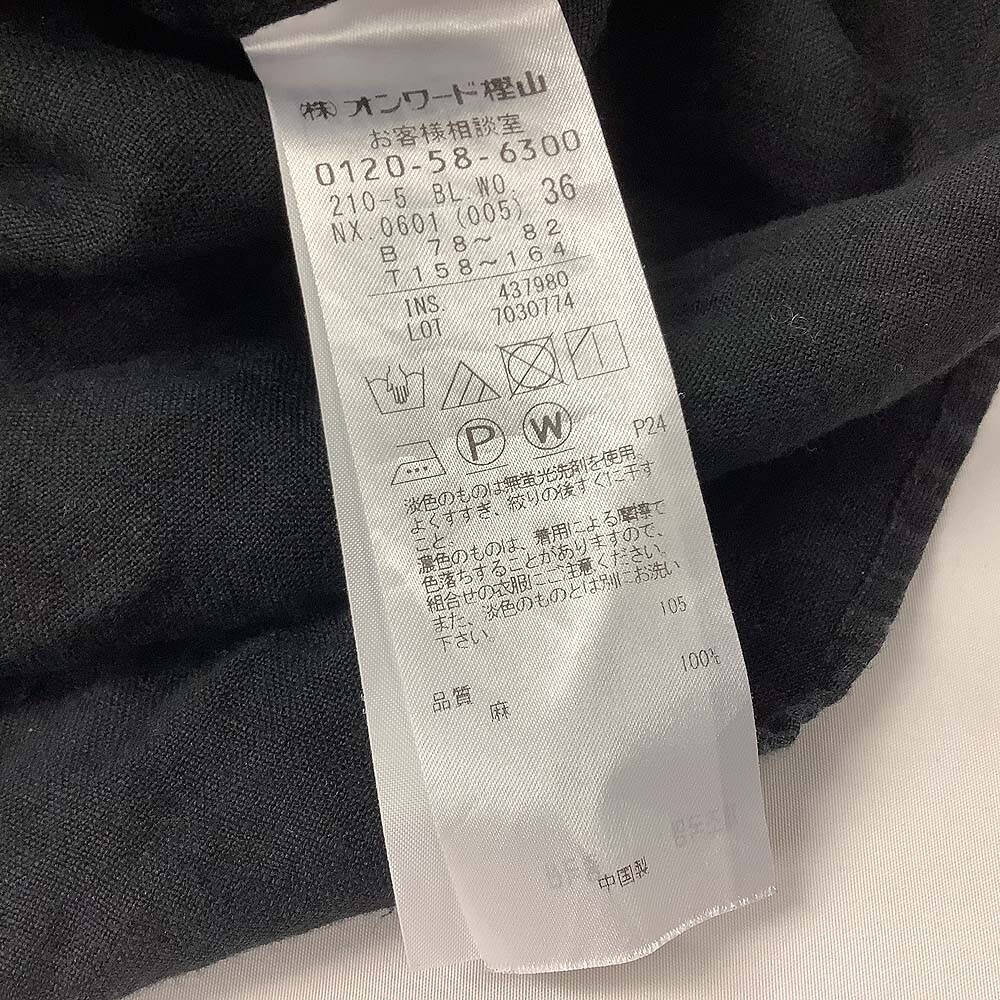 ㈱ オンワード樫山
お客様相談室
0120-58-6300
210-5 BL.WO. 36
NX.0601 (005)
B 78〜 82
T 158〜164
INS 437980
LOT 7030774
P W
P24
淡色のものは無蛍光洗剤を使用。
よくすすぎ、絞りの後すぐに干す
こと。
濃色のものは、着用による摩擦で
色落ちすることがありますので、
組合せの衣服にご注意ください。
また、淡色のものとは別にお洗い
下さい。
105
品質 麻 100%
中国製